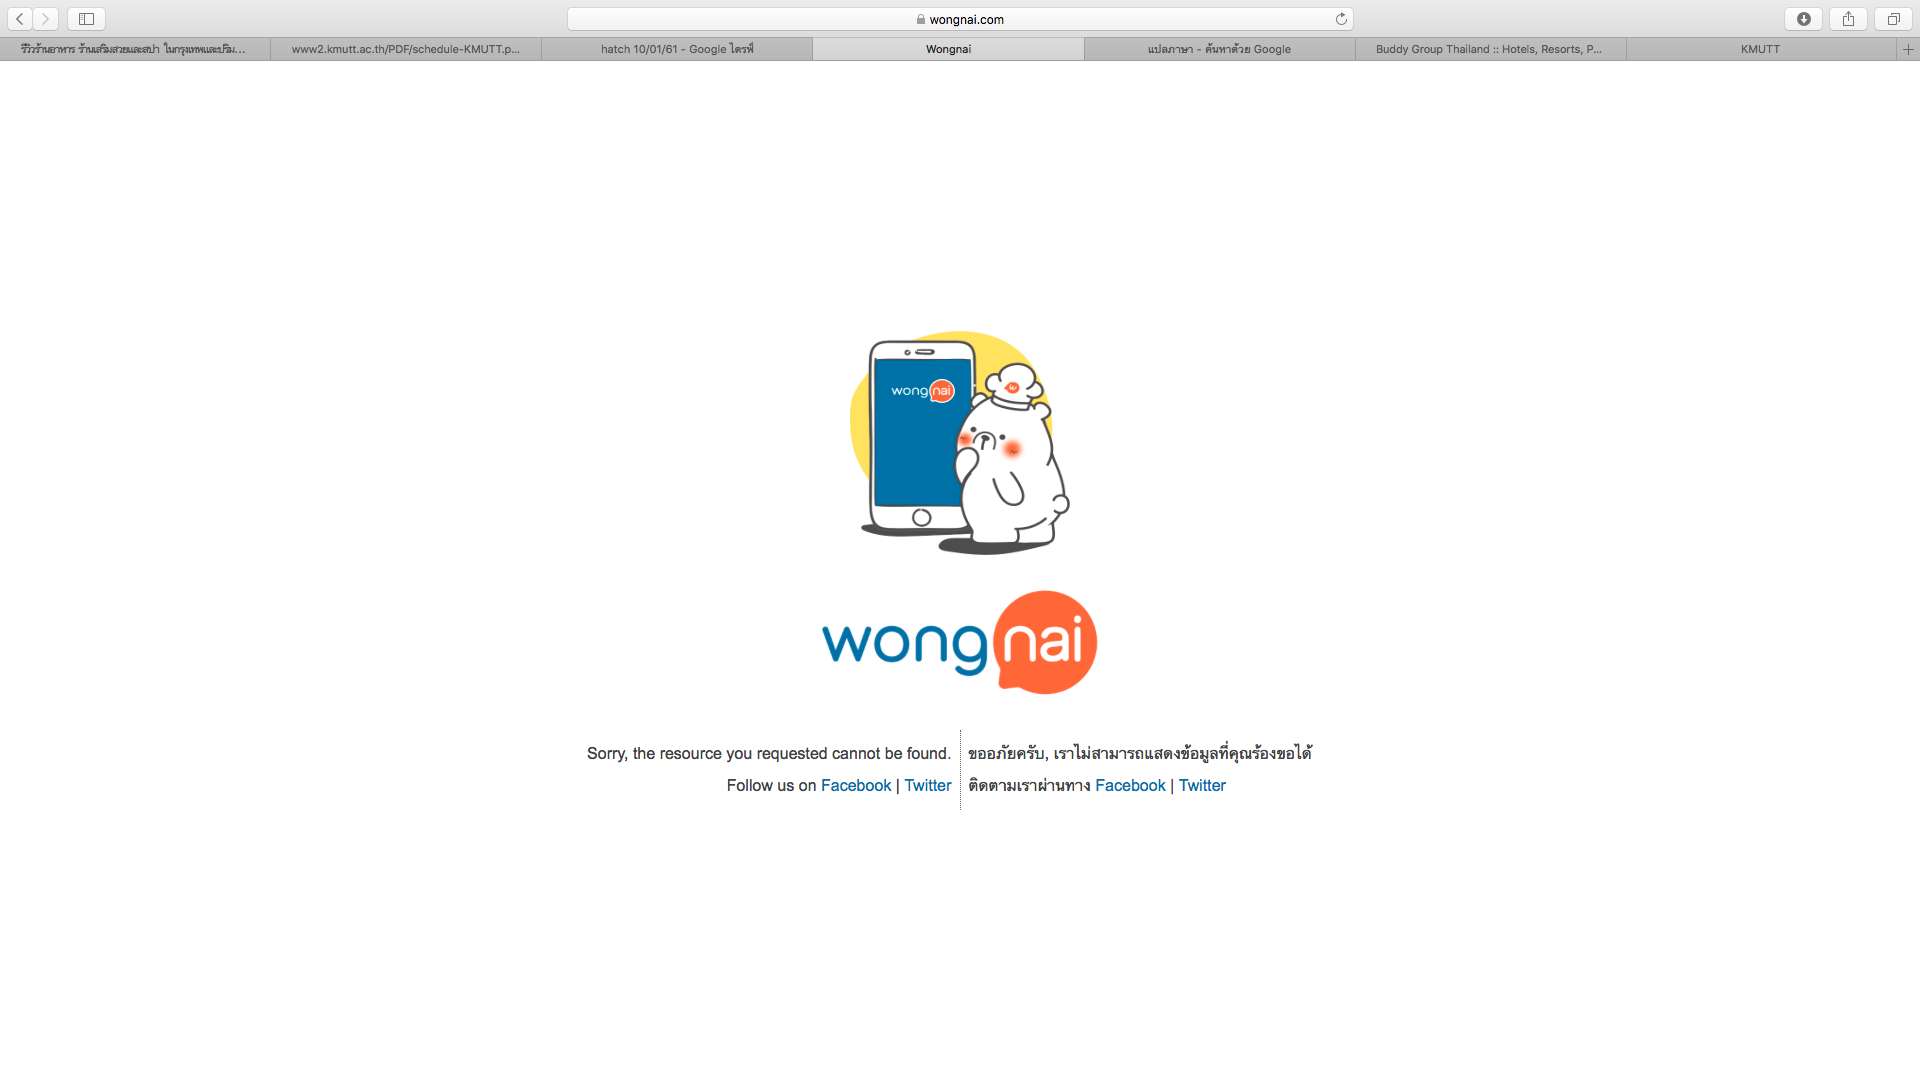 wongnai.com
รีวิวร้านอาหาร ร้านเสริมสวยและสปา ในกรุงเทพและปริม...
www2.kmutt.ac.th/PDF/schedule-KMUTT.p...
hatch 10/01/61 - Google ไดรฟ์
Wongnai
แปลภาษา - ค้นหาด้วย Google
Buddy Group Thailand :: Hotels, Resorts, P...
KMUTT
wongnai
wongnai
Sorry, the resource you requested cannot be found.
Follow us on Facebook | Twitter
ขออภัยครับ, เราไม่สามารถแสดงข้อมูลที่คุณร้องขอได้
ติดตามเราผ่านทาง Facebook | Twitter